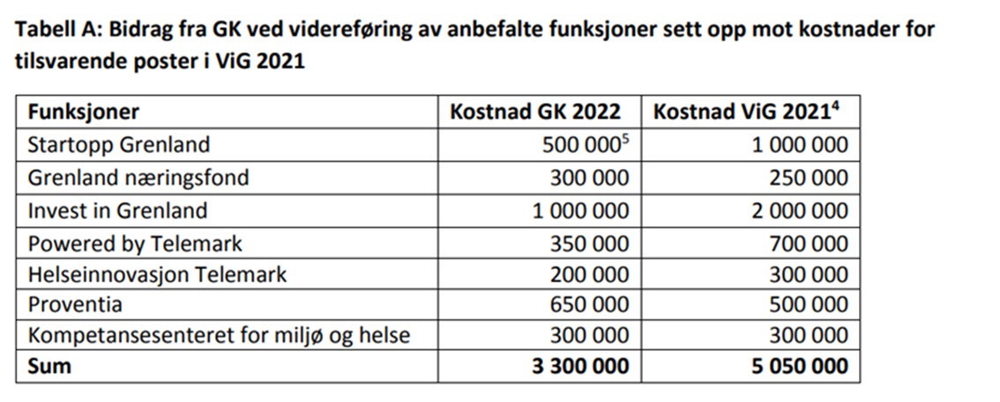 Tabell A: Bidrag fra GK ved videreføring av anbefalte funksjoner sett opp mot kostnader for
tilsvarende poster i ViG 2021
Funksjoner Kostnad GK 2022 Kostnad ViG 2021⁴
Startopp Grenland 500 000⁵ 1 000 000
Grenland næringsfond 300 000 250 000
Invest in Grenland 1 000 000 2 000 000
Powered by Telemark 350 000 700 000
Helseinnovasjon Telemark 200 000 300 000
Proventia 650 000 500 000
Kompetansesenteret for miljø og helse 300 000 300 000
Sum 3 300 000 5 050 000